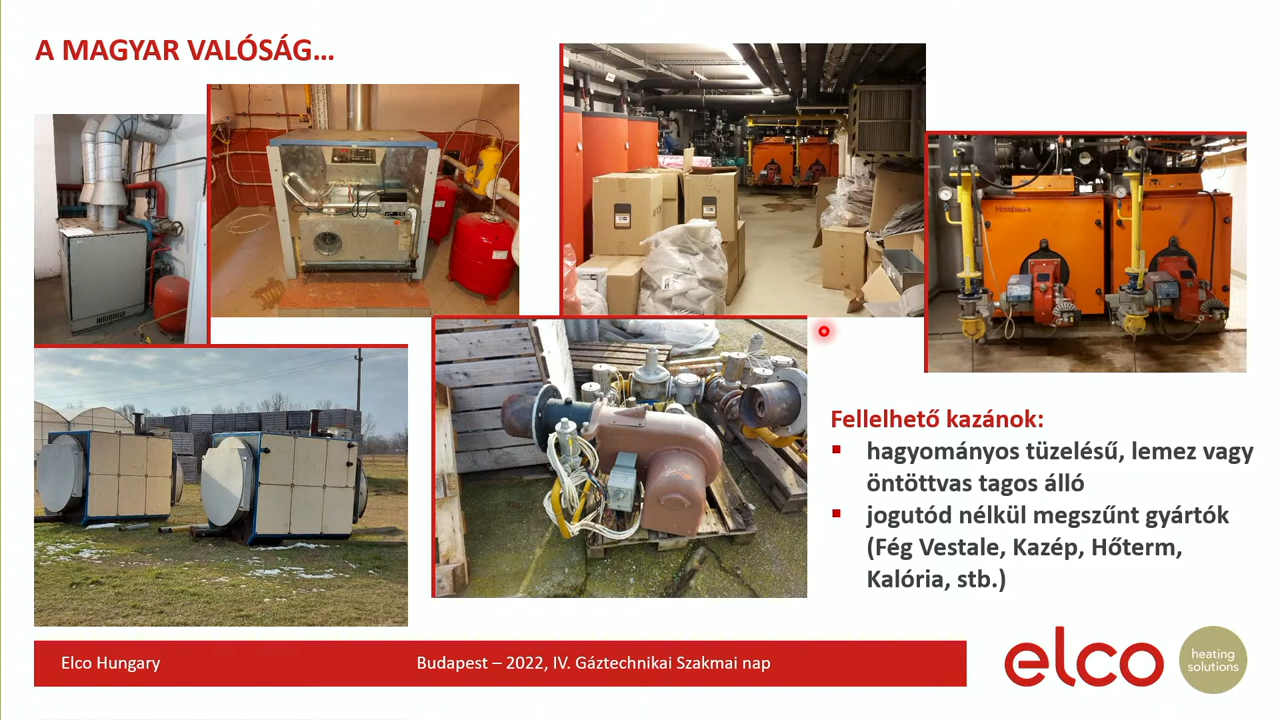 A MAGYAR VALÓSÁG...
Fellelhető kazánok:
hagyományos tüzelésű, lemez vagy
öntöttvas tagos álló
jogutód nélkül megszűnt gyártók
(Fég Vestale, Kazép, Hőterm,
Kalória, stb.)
Elco Hungary
Budapest – 2022, IV. Gáztechnikai Szakmai nap
elco
heating
solutions